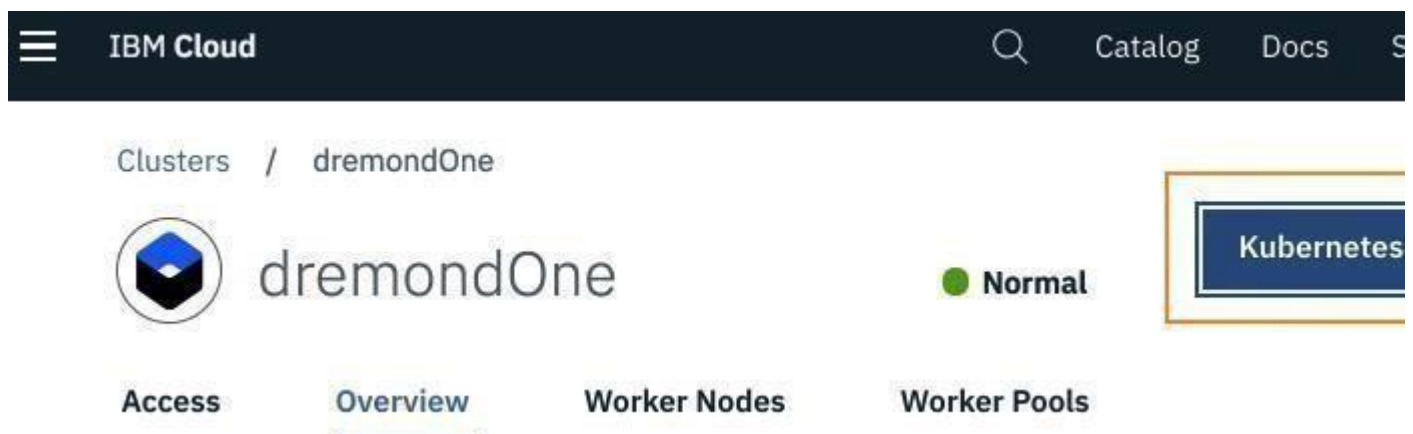 IBM Cloud Catalog Docs S
Clusters / dremondOne
dremondOne Normal Kubernetes
Access Overview Worker Nodes Worker Pools